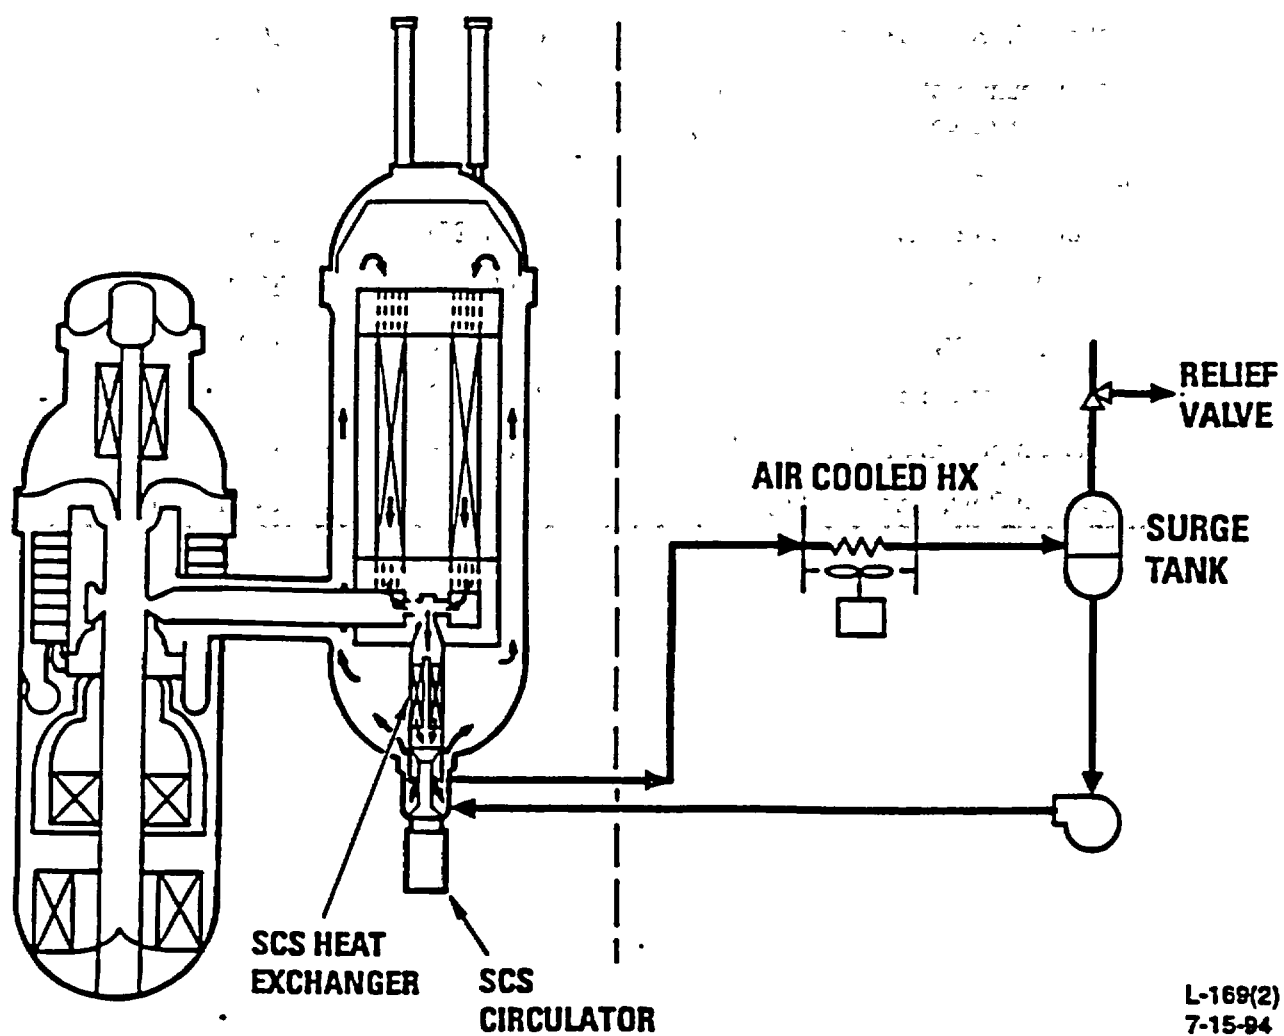 RELIEF
VALVE
AIR COOLED HX
SURGE
TANK
SCS HEAT
EXCHANGER
SCS
CIRCULATOR
L-169(2)
7-15-94